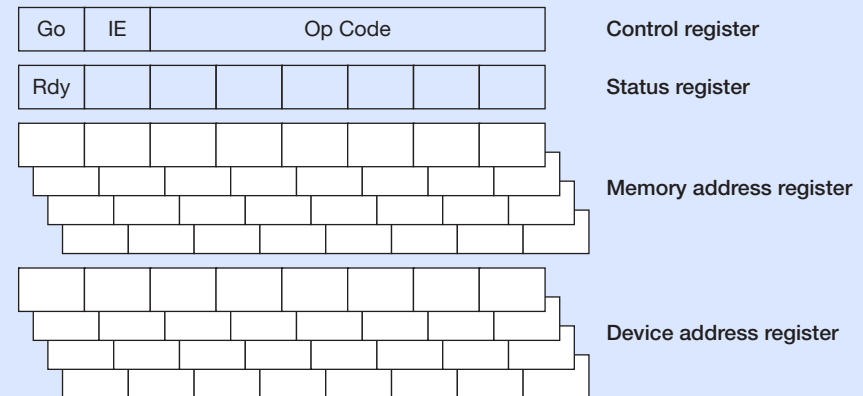 Go IE Op Code Control register
Rdy Status register
Memory address register
Device address register